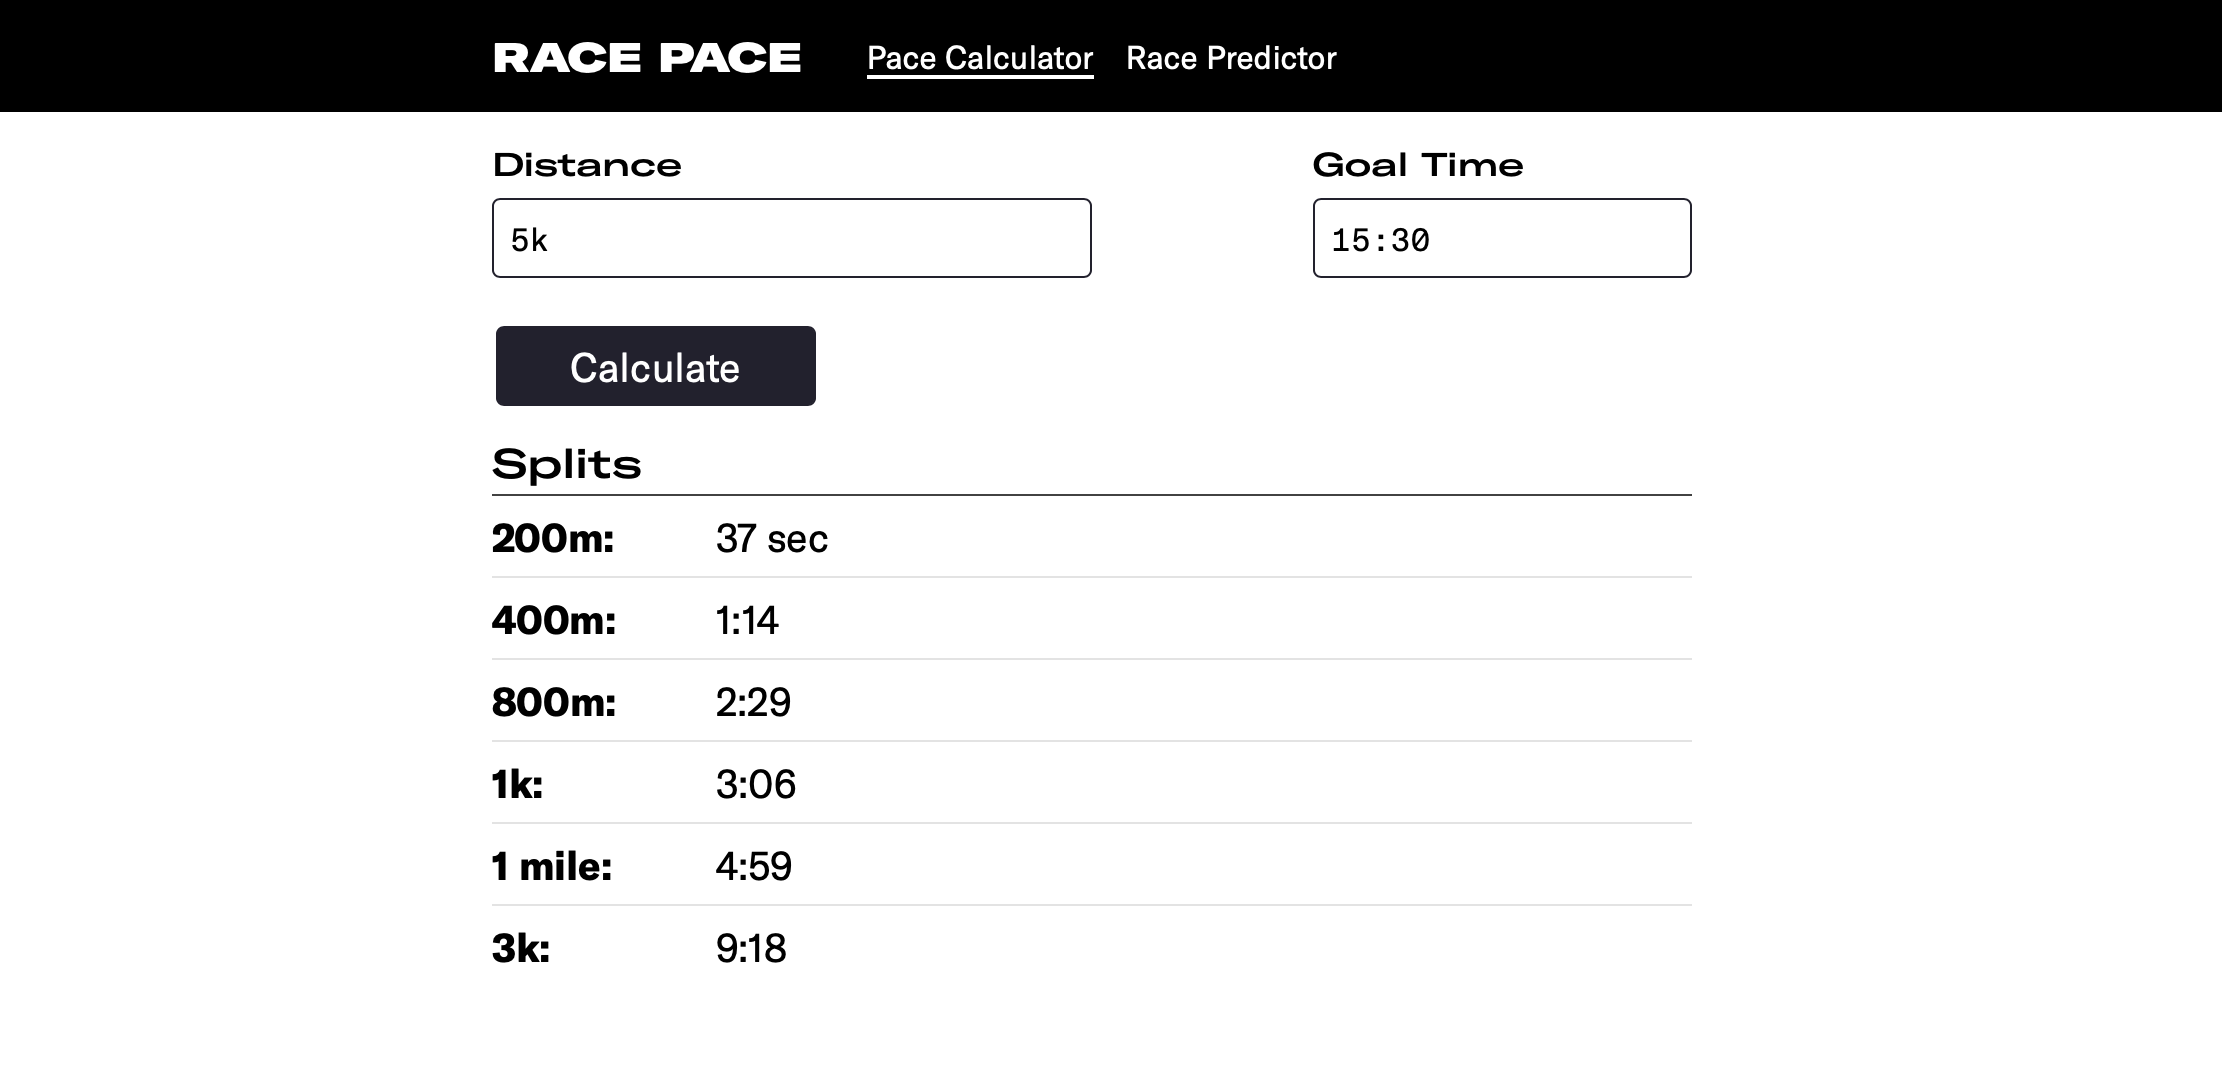 RACE PACE Pace Calculator Race Predictor
Distance Goal Time
5k 15:30
Calculate
Splits
200m: 37 sec
400m: 1:14
800m: 2:29
1k: 3:06
1 mile: 4:59
3k: 9:18